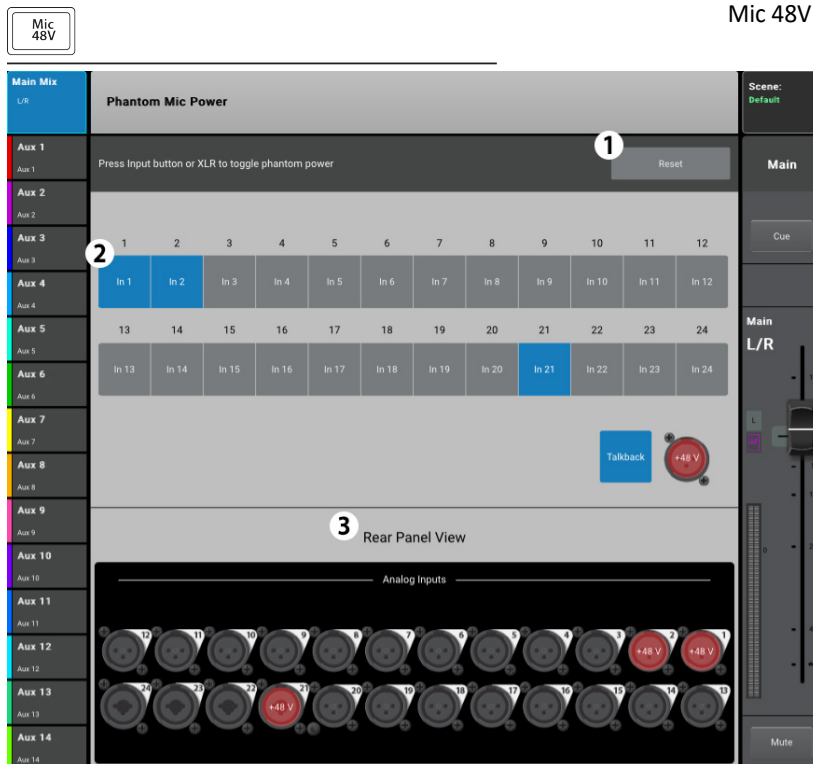 Mic 48V
Mic
48V
Main Mix
L/R
Phantom Mic Power
Scene:
Default
Aux 1
Aux 1
Press Input button or XLR to toggle phantom power
1
Reset
Main
Aux 2
Aux 2
Aux 3
Aux 3
2
1 2 3 4 5 6 7 8 9 10 11 12
Cue
Aux 4
Aux 4
In 1 In 2 In 3 In 4 In 5 In 6 In 7 In 8 In 9 In 10 In 11 In 12
Aux 5
Aux 5
13 14 15 16 17 18 19 20 21 22 23 24
Main
L/R
Aux 6
Aux 6
In 13 In 14 In 15 In 16 In 17 In 18 In 19 In 20 In 21 In 22 In 23 In 24
Aux 7
Aux 7
L
Aux 8
Aux 8
Talkback +48 V
Aux 9
Aux 9
3
Rear Panel View
Aux 10
Aux 10
0
Analog Inputs
Aux 11
Aux 11
Aux 12
Aux 12
12 11 10 9 8 7 6 5 4 3 2 1
+48 V +48 V
Aux 13
Aux 13
24 23 22 21 20 19 18 17 16 15 14 13
+48 V
Aux 14
Aux 14
Mute